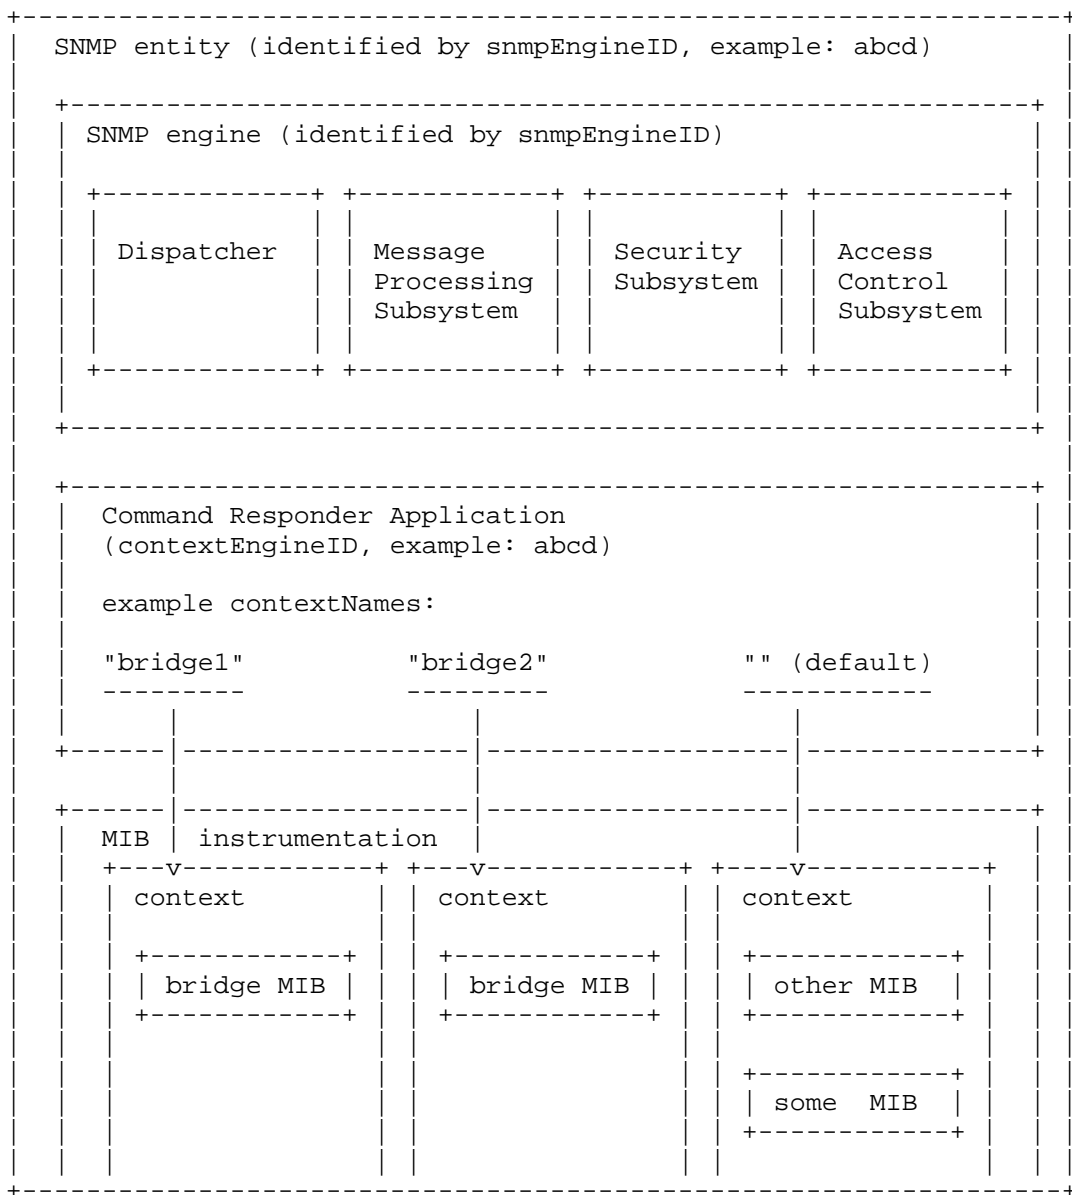 SNMP entity (identified by snmpEngineID, example: abcd)
SNMP engine (identified by snmpEngineID)
Dispatcher Message Security Access
Processing Subsystem Control
Subsystem Subsystem
Command Responder Application
(contextEngineID, example: abcd)
example contextNames:
"bridge1" "bridge2" "" (default)
MIB instrumentation
context context context
bridge MIB bridge MIB other MIB
some MIB